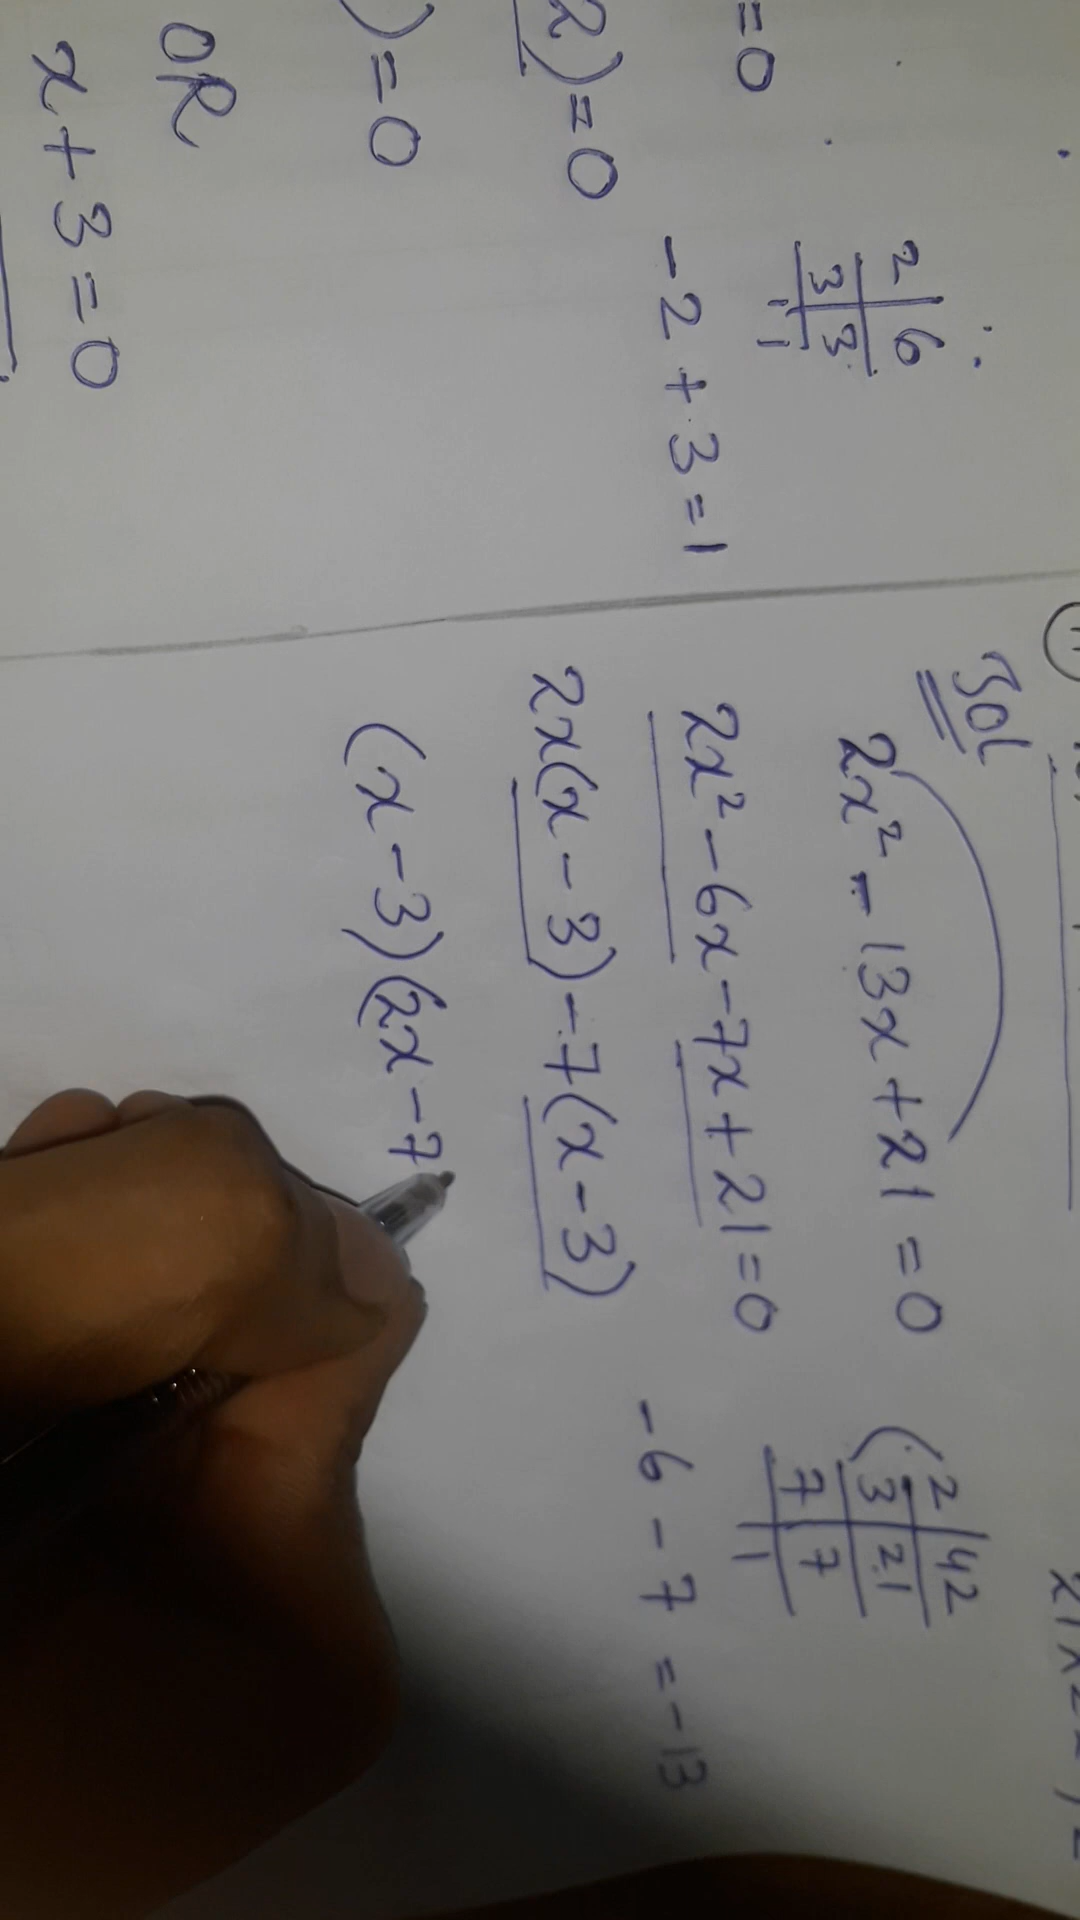 =0
2)=0
)=0
OR
x+3=0
2|6
3|3
1
-2+3=1
Sol
2x²-13x+21=0
2x²-6x-7x+21=0
2x(x-3)-7(x-3)
(x-3)(2x-7
2|42
3|21
7|7
1
-6-7=-13